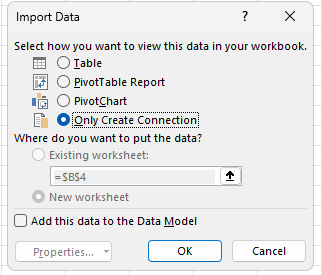 Import Data
?
Select how you want to view this data in your workbook.
Table
PivotTable Report
PivotChart
Only Create Connection
Where do you want to put the data?
Existing worksheet:
=$B$4
New worksheet
Add this data to the Data Model
Properties...
OK
Cancel